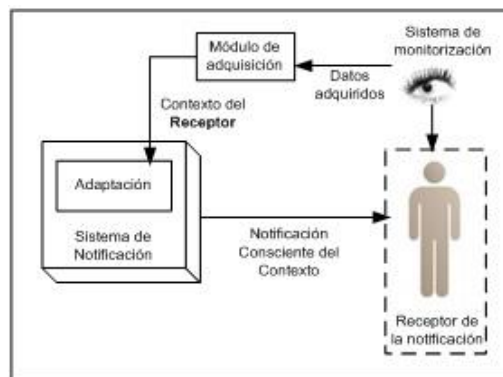 Sistema de
monitorización
Módulo de
adquisición
Datos
adquiridos
Contexto del
Receptor
Adaptación
Sistema de
Notificación
Notificación
Consciente del
Contexto
Receptor de
la notificación